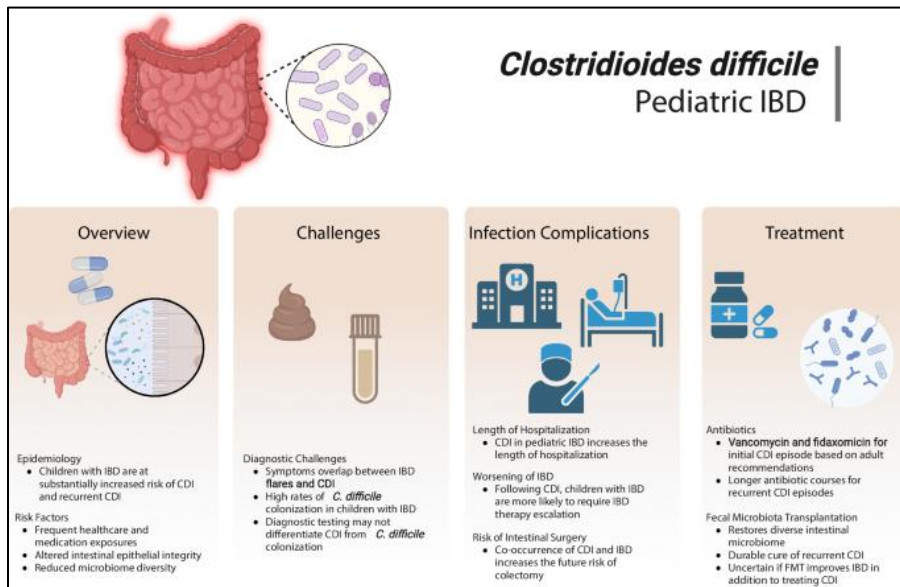 Clostridioides difficile
Pediatric IBD
Overview
Epidemiology
• Children with IBD are at
substantially increased risk of CDI
and recurrent CDI
Risk Factors
• Frequent healthcare and
medication exposures
• Altered intestinal epithelial integrity
• Reduced microbiome diversity
Challenges
Diagnostic Challenges
• Symptoms overlap between IBD
flares and CDI
• High rates of C. difficile
colonization in children with IBD
• Diagnostic testing may not
differentiate CDI from C. difficile
colonization
Infection Complications
H
Length of Hospitalization
• CDI in pediatric IBD increases the
length of hospitalization
Worsening of IBD
• Following CDI, children with IBD
are more likely to require IBD
therapy escalation
Risk of Intestinal Surgery
• Co-occurrence of CDI and IBD
increases the future risk of
colectomy
Treatment
Antibiotics
• Vancomycin and fidaxomicin for
initial CDI episode based on adult
recommendations
• Longer antibiotic courses for
recurrent CDI episodes
Fecal Microbiota Transplantation
• Restores diverse intestinal
microbiome
• Durable cure of recurrent CDI
• Uncertain if FMT improves IBD in
addition to treating CDI